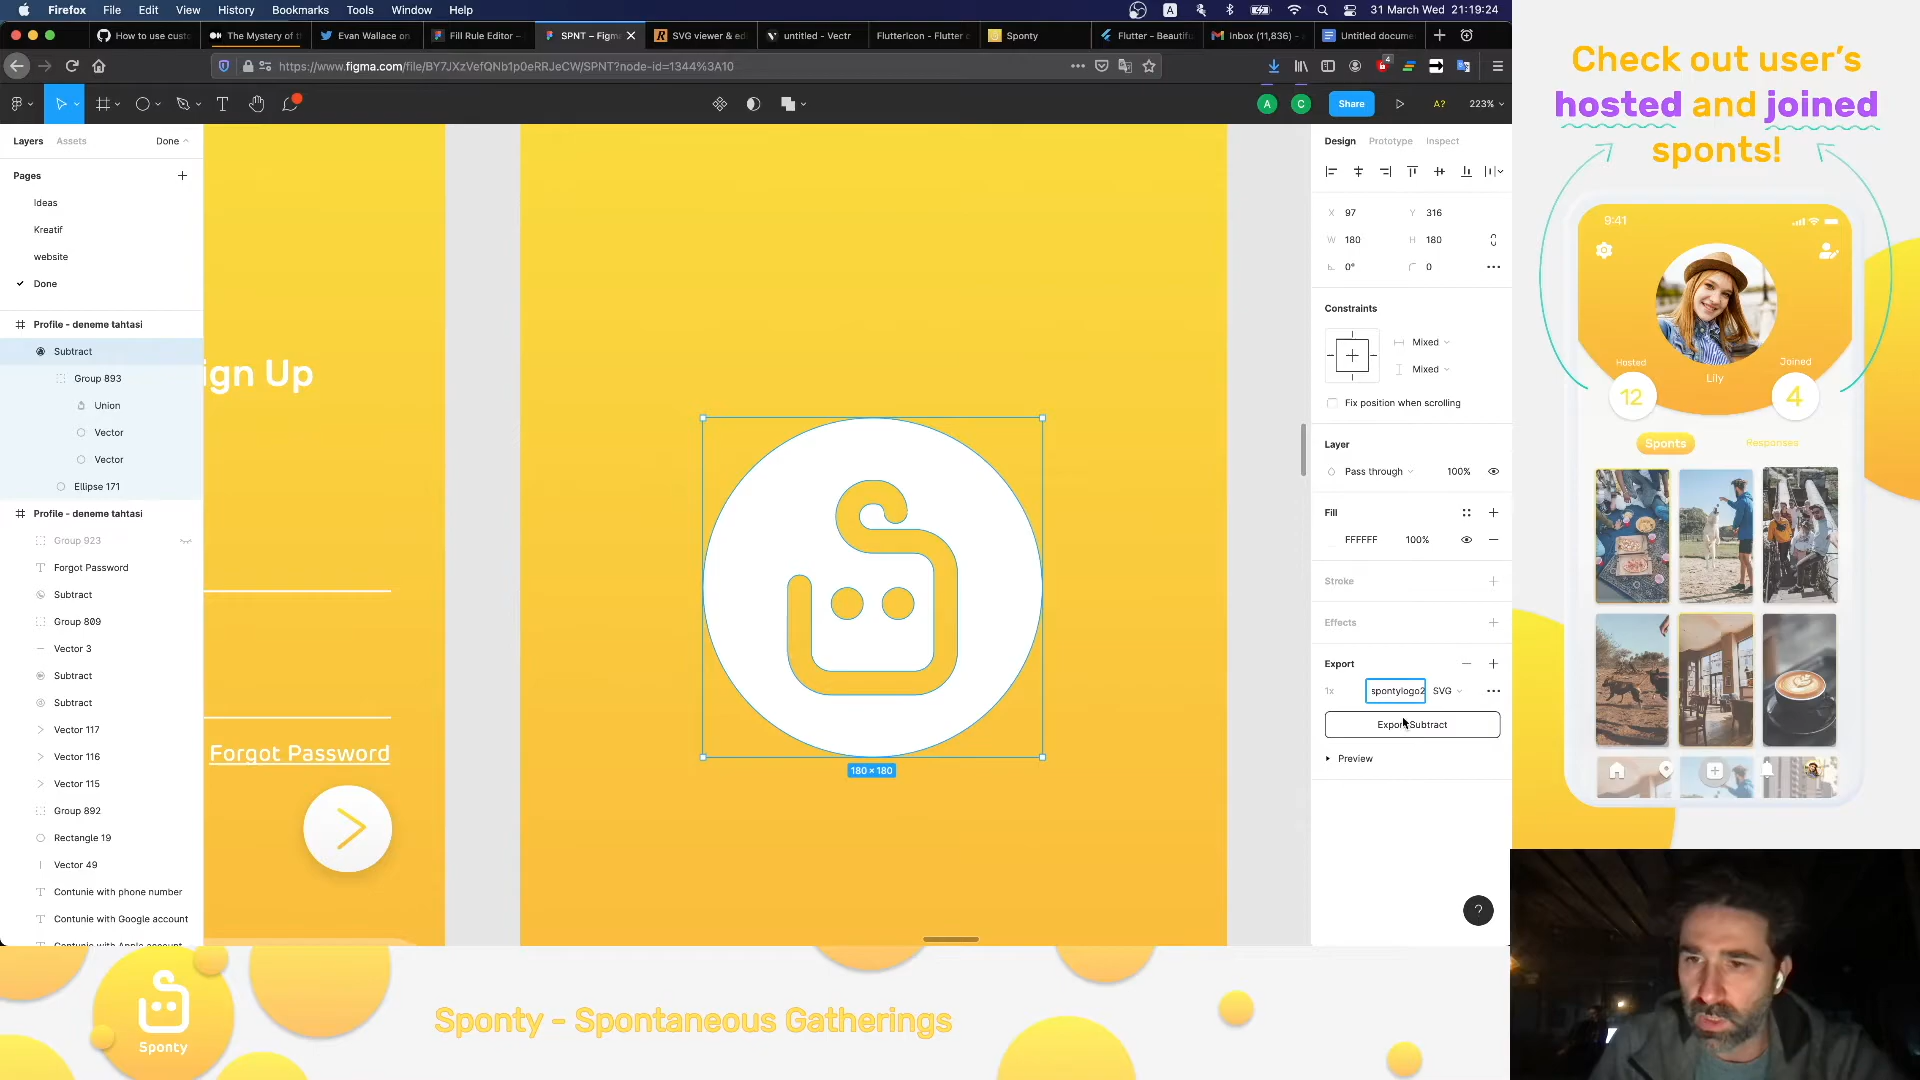 Firefox File Edit View History Bookmarks Tools Window Help A 31 March Wed 21:19:24
How to use custo The Mystery of t Evan Wallace on Fill Rule Editor – SPNT – Figma SVG viewer & edi untitled - Vectr FlutterIcon - Flutter c Sponty Flutter - Beautifu Inbox (11,836) - Untitled docume
https://www.figma.com/file/BY7JXzVefQNb1p0eRRJeCW/SPNT?node-id=1344%3A10 4
A C Share A? 223%
Layers Assets Done
Pages
Ideas
Kreatif
website
Done
Profile - deneme tahtasi
Subtract
Group 893
Union
Vector
Vector
Ellipse 171
Profile - deneme tahtasi
Group 923
Forgot Password
Subtract
Group 809
Vector 3
Subtract
Subtract
Vector 117
Vector 116
Vector 115
Group 892
Rectangle 19
Vector 49
Contunie with phone number
Contunie with Google account
Contunie with Apple account
ign Up
Forgot Password
180 × 180
Design Prototype Inspect
X 97 Y 316
W 180 H 180
0° 0
Constraints
Mixed
Mixed
Fix position when scrolling
Layer
Pass through 100%
Fill
FFFFFF 100%
Stroke
Effects
Export
1x spontylogo2 SVG
Export Subtract
Preview
?
Check out user's
hosted and joined
sponts!
9:41
Hosted Joined
Lily
12 4
Sponts Responses
Sponty
Sponty - Spontaneous Gatherings